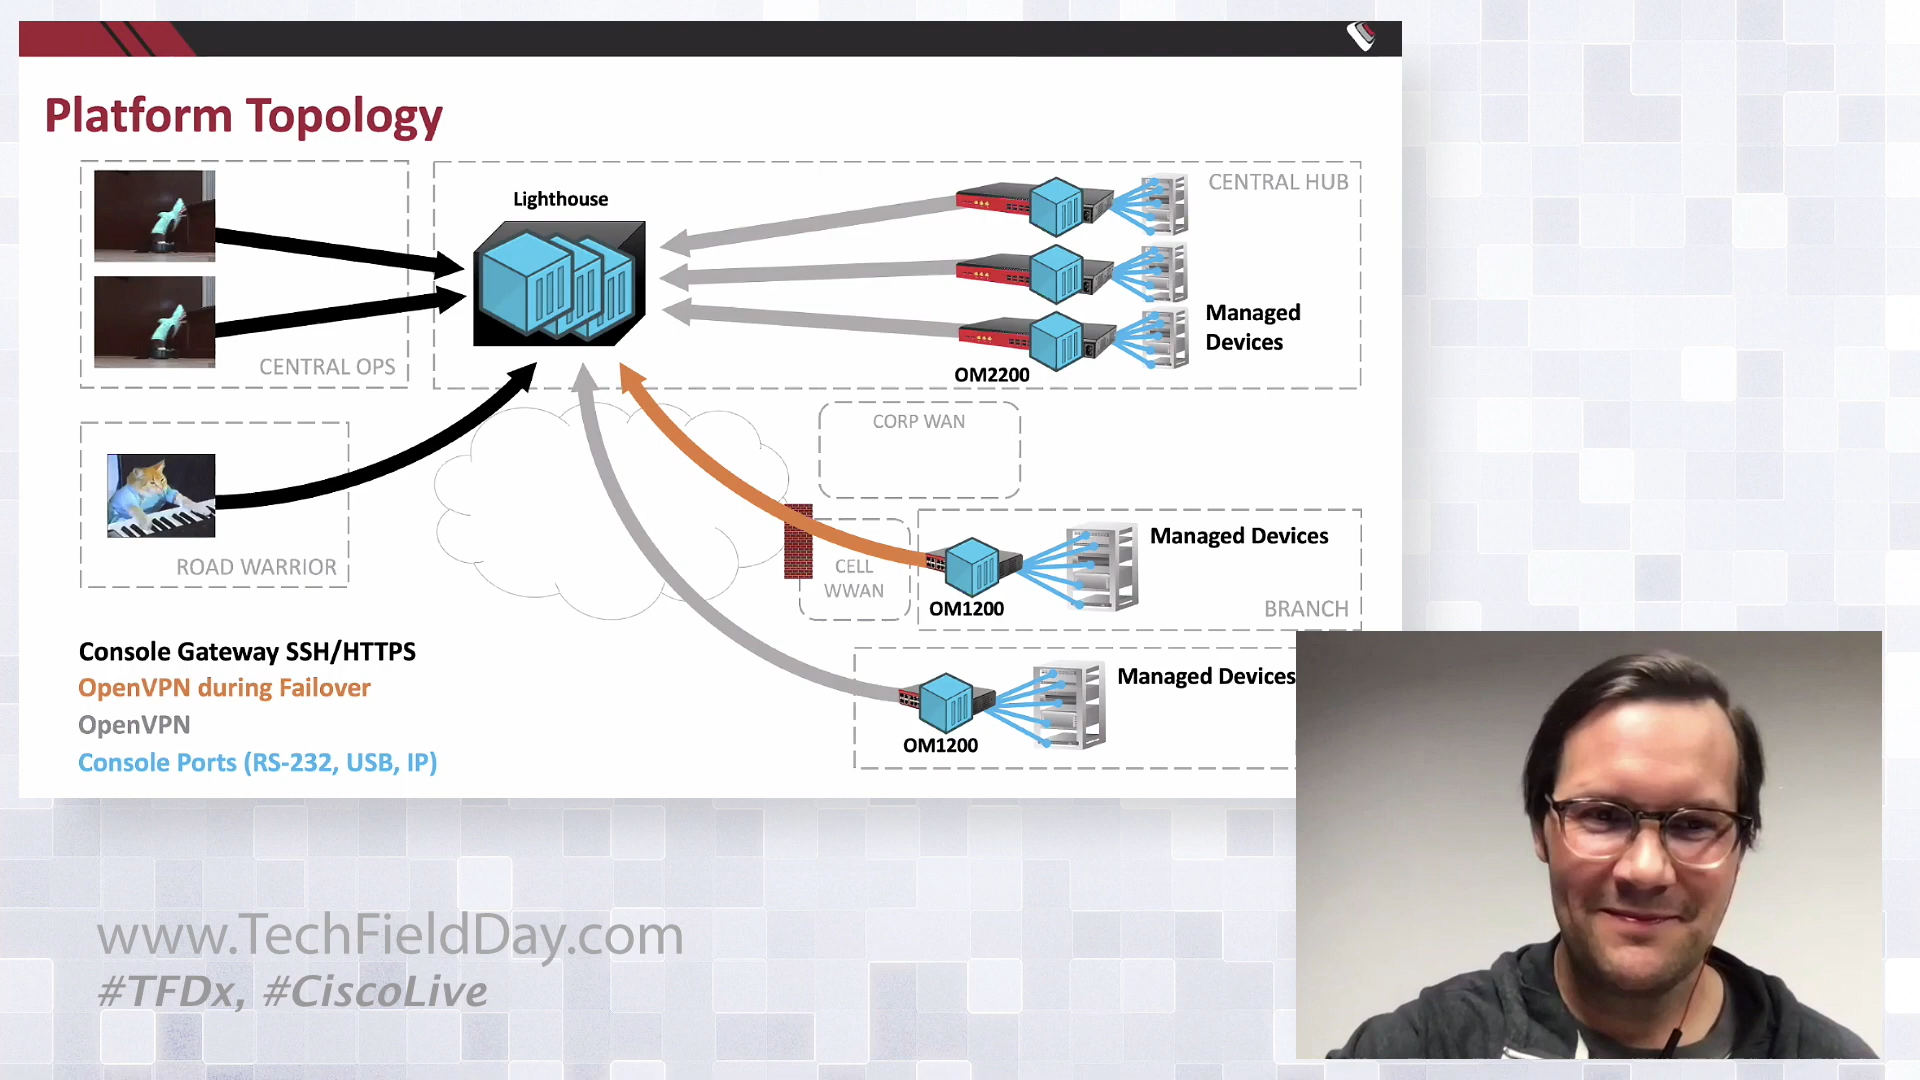 Platform Topology
Lighthouse
CENTRAL HUB
Managed
Devices
CENTRAL OPS
OM2200
CORP WAN
ROAD WARRIOR
CELL
WWAN
Managed Devices
OM1200
BRANCH
Managed Devices
OM1200
Console Gateway SSH/HTTPS
OpenVPN during Failover
OpenVPN
Console Ports (RS-232, USB, IP)
www.TechFieldDay.com
#TFDx, #CiscoLive